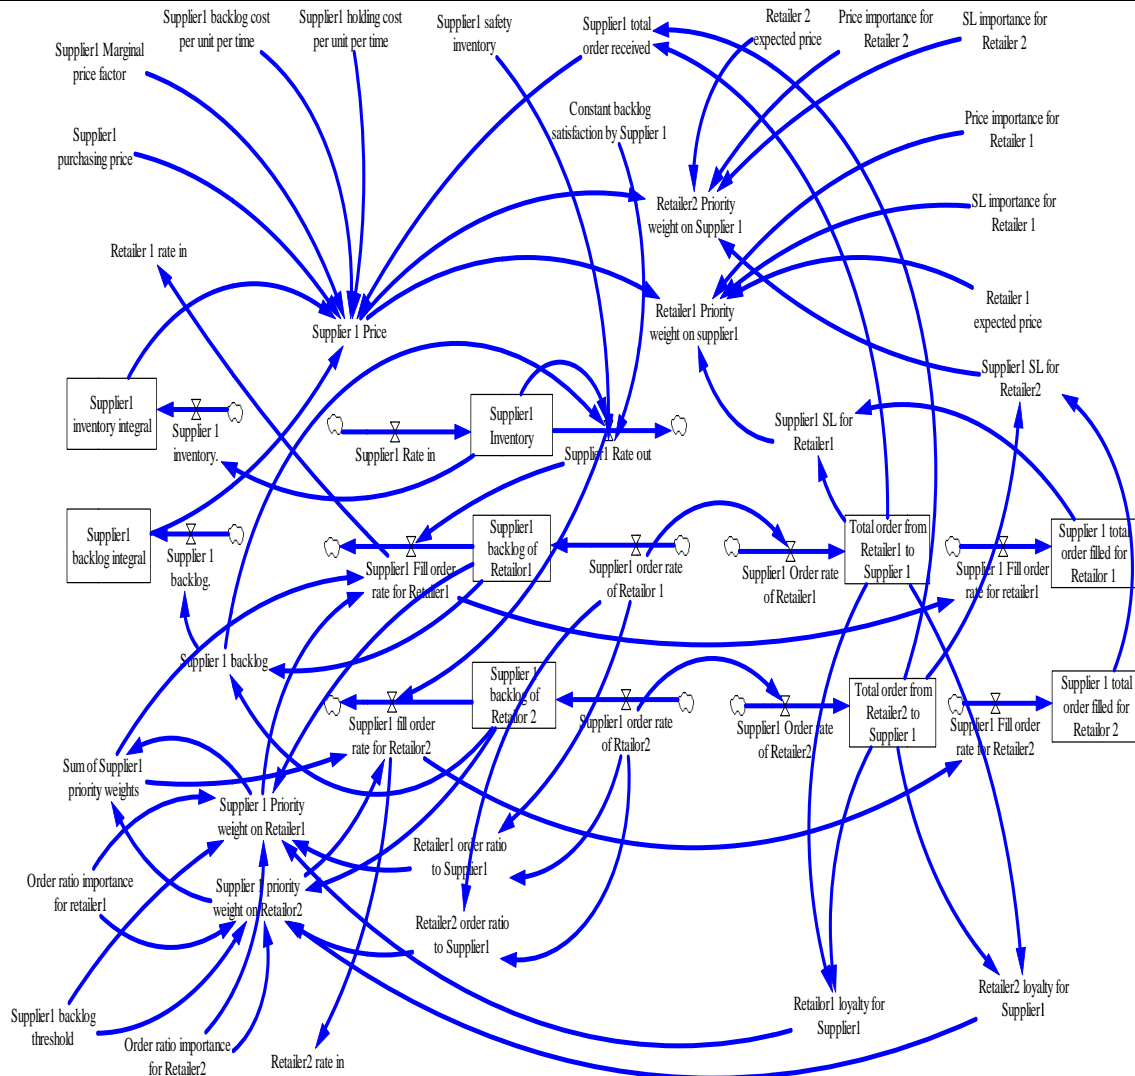 Supplier1 backlog cost
per unit per time
Supplier1 holding cost
per unit per time
Supplier1 safety
inventory
Supplier1 total
order received
Retailer 2
expected price
Price importance for
Retailer 2
SL importance for
Retailer 2
Supplier1 Marginal
price factor
Constant backlog
satisfaction by Supplier 1
Price importance for
Retailer 1
Supplier1
purchasing price
Retailer2 Priority
weight on Supplier 1
SL importance for
Retailer 1
Retailer 1 rate in
Retailer 1
expected price
Supplier 1 Price
Retailer1 Priority
weight on supplier1
Supplier1 SL for
Retailer2
Supplier1
inventory integral
Supplier 1
inventory.
Supplier1 Rate in
Supplier1
Inventory
Supplier1 Rate out
Supplier1 SL for
Retailer1
Supplier1
backlog integral
Supplier 1
backlog.
Supplier1 Fill order
rate for Retailer1
Supplier1
backlog of
Retailor1
Supplier1 order rate
of Retailor 1
Supplier1 Order rate
of Retailer1
Total order from
Retailer1 to
Supplier 1
Supplier 1 Fill order
rate for retailer1
Supplier 1 total
order filled for
Retailor 1
Supplier 1 backlog
Supplier1 fill order
rate for Retailor2
Supplier 1
backlog of
Retailor 2
Supplier1 order rate
of Rtailor2
Supplier1 Order rate
of Retailer2
Total order from
Retailer2 to
Supplier 1
Supplier1 Fill order
rate for Retailor2
Supplier 1 total
order filled for
Retailor 2
Sum of Supplier1
priority weights
Supplier 1 Priority
weight on Retailer1
Retailer1 order ratio
to Supplier1
Order ratio importance
for retailer1
Supplier 1 priority
weight on Retailor2
Retailer2 order ratio
to Supplier1
Supplier1 backlog
threshold
Order ratio importance
for Retailer2
Retailer2 rate in
Retailor1 loyalty for
Supplier1
Retailer2 loyalty for
Supplier1